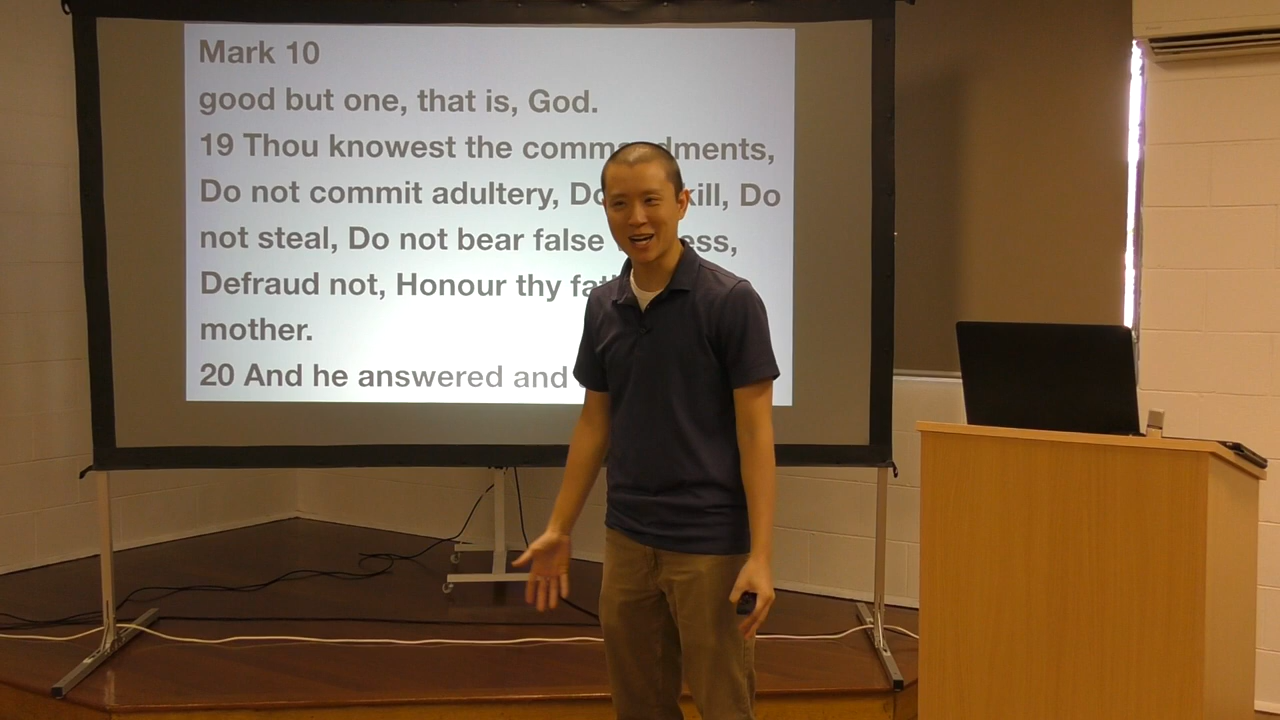 Mark 10
good but one, that is, God.
19 Thou knowest the commandments,
Do not commit adultery, Do kill, Do
not steal, Do not bear false
Defraud not, Honour thy
mother.
20 And he answered and